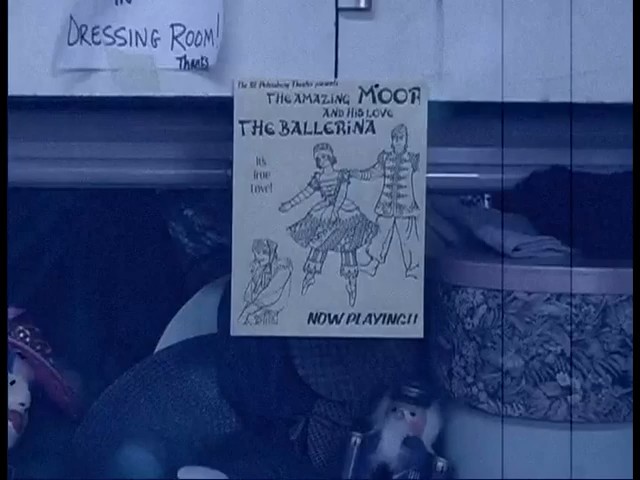 IN
DRESSING ROOM!
Thanks
The St Petersburg Theatre presents
THE AMAZING MOOR
AND HIS LOVE
THE BALLERINA
It's
True
Love!
NOW PLAYING!!